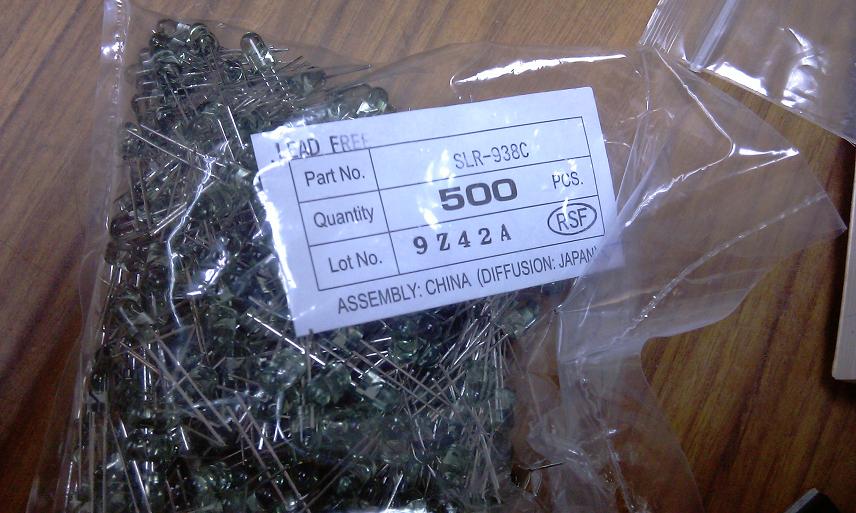 LEAD FREE
Part No. SLR-938C
Quantity 500 PCS.
Lot No. 9Z42A RSF
ASSEMBLY: CHINA (DIFFUSION: JAPAN)